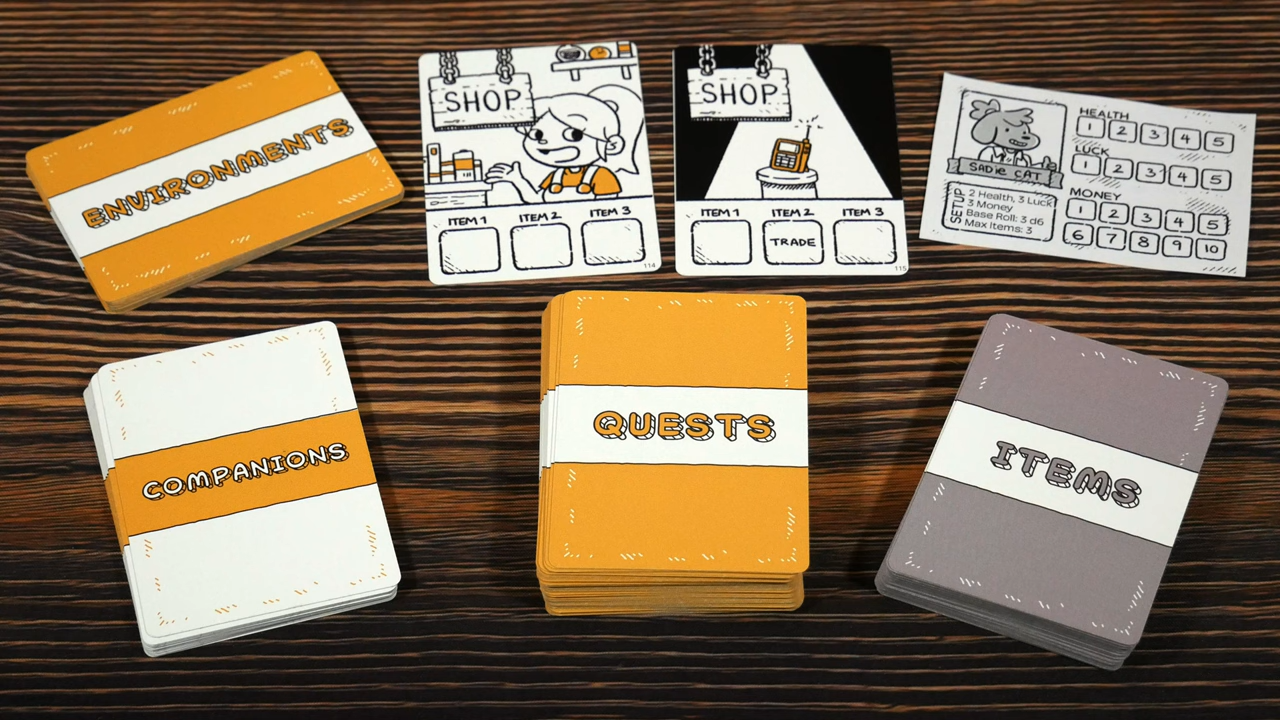 ENVIRONMENTS
SHOP
ITEM 1 ITEM 2 ITEM 3
114
SHOP
ITEM 1 ITEM 2 ITEM 3
TRADE
115
SADIE CAT
SETUP
2 Health, 3 Luck
3 Money
Base Roll: 3 d6
Max Items: 3
HEALTH
1 2 3 4 5
LUCK
1 2 3 4 5
MONEY
1 2 3 4 5
6 7 8 9 10
COMPANIONS
QUESTS
ITEMS